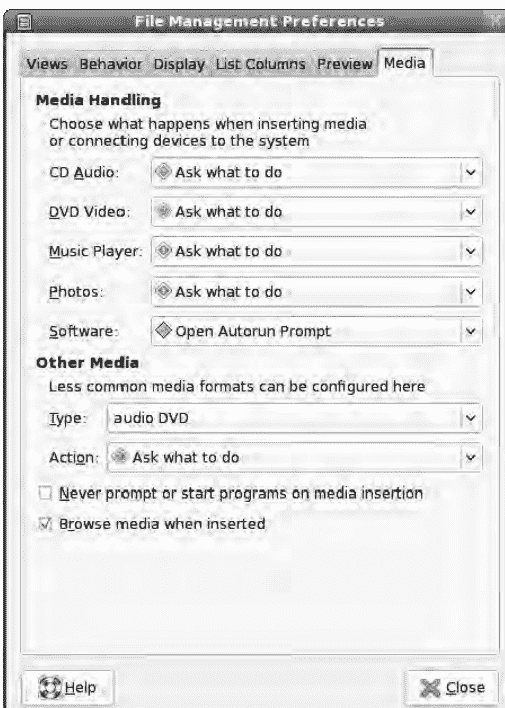 File Management Preferences
Views Behavior Display List Columns Preview Media
Media Handling
Choose what happens when inserting media
or connecting devices to the system
CD Audio: Ask what to do
DVD Video: Ask what to do
Music Player: Ask what to do
Photos: Ask what to do
Software: Open Autorun Prompt
Other Media
Less common media formats can be configured here
Type: audio DVD
Action: Ask what to do
Never prompt or start programs on media insertion
Browse media when inserted
Help Close